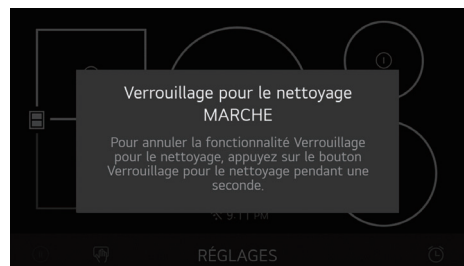 Verrouillage pour le nettoyage
MARCHE
Pour annuler la fonctionnalité Verrouillage
pour le nettoyage, appuyez sur le bouton
Verrouillage pour le nettoyage pendant une
seconde.
9:11 PM
RÉGLAGES